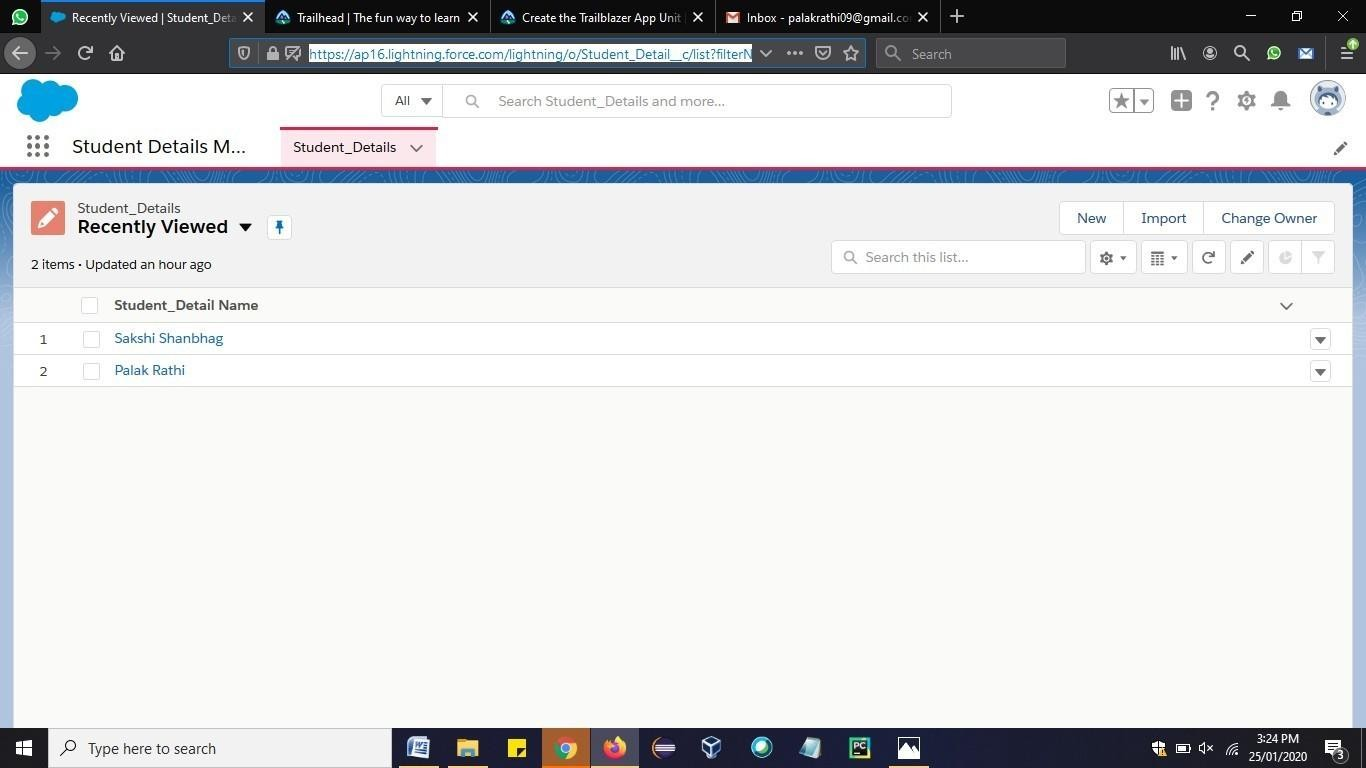 Recently Viewed | Student_Deta
Trailhead | The fun way to learn
Create the Trailblazer App Unit
Inbox - palakrathi09@gmail.co
https://ap16.lightning.force.com/lightning/o/Student_Detail__c/list?filterN
Search
All
Search Student_Details and more...
Student Details M...
Student_Details
Student_Details
Recently Viewed
New
Import
Change Owner
2 items • Updated an hour ago
Search this list...
Student_Detail Name
1 Sakshi Shanbhag
2 Palak Rathi
Type here to search
PC
3:24 PM
25/01/2020
3